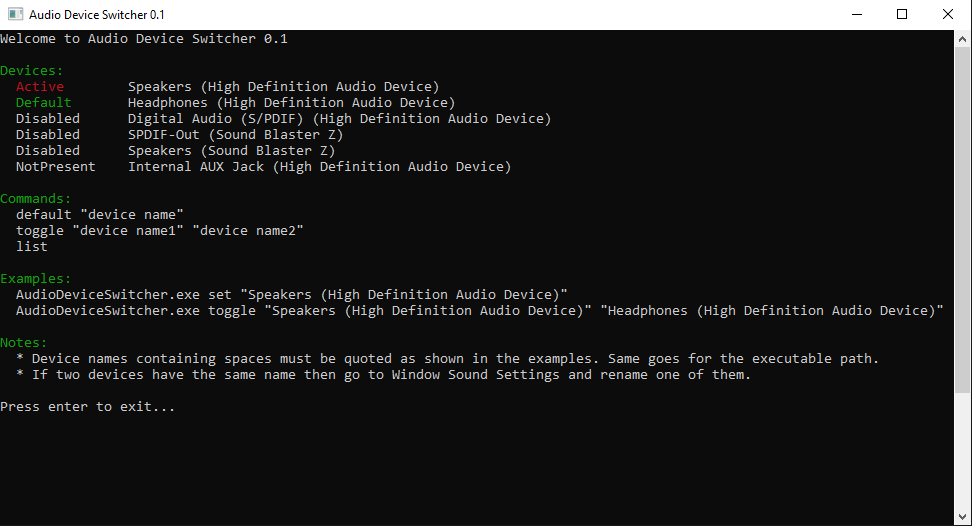 Audio Device Switcher 0.1
Welcome to Audio Device Switcher 0.1
Devices:
Active Speakers (High Definition Audio Device)
Default Headphones (High Definition Audio Device)
Disabled Digital Audio (S/PDIF) (High Definition Audio Device)
Disabled SPDIF-Out (Sound Blaster Z)
Disabled Speakers (Sound Blaster Z)
NotPresent Internal AUX Jack (High Definition Audio Device)
Commands:
default "device name"
toggle "device name1" "device name2"
list
Examples:
AudioDeviceSwitcher.exe set "Speakers (High Definition Audio Device)"
AudioDeviceSwitcher.exe toggle "Speakers (High Definition Audio Device)" "Headphones (High Definition Audio Device)"
Notes:
* Device names containing spaces must be quoted as shown in the examples. Same goes for the executable path.
* If two devices have the same name then go to Window Sound Settings and rename one of them.
Press enter to exit...